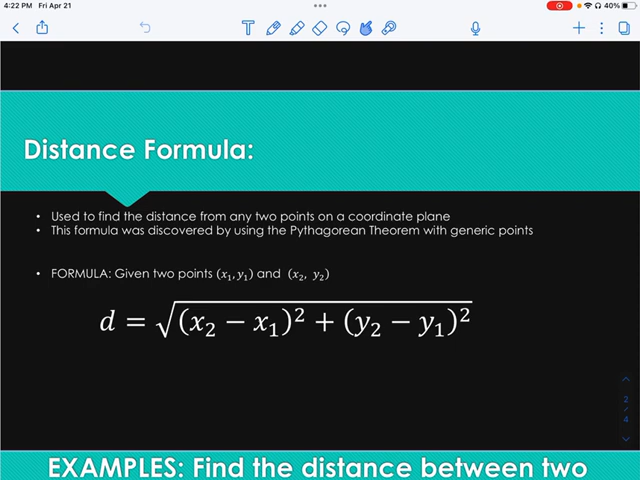 4:22 PM Fri Apr 21
40%
Distance Formula:
• Used to find the distance from any two points on a coordinate plane
• This formula was discovered by using the Pythagorean Theorem with generic points
• FORMULA: Given two points (x₁, y₁) and (x₂, y₂)
d = √(x₂ − x₁)² + (y₂ − y₁)²
2
/
4
EXAMPLES: Find the distance between two